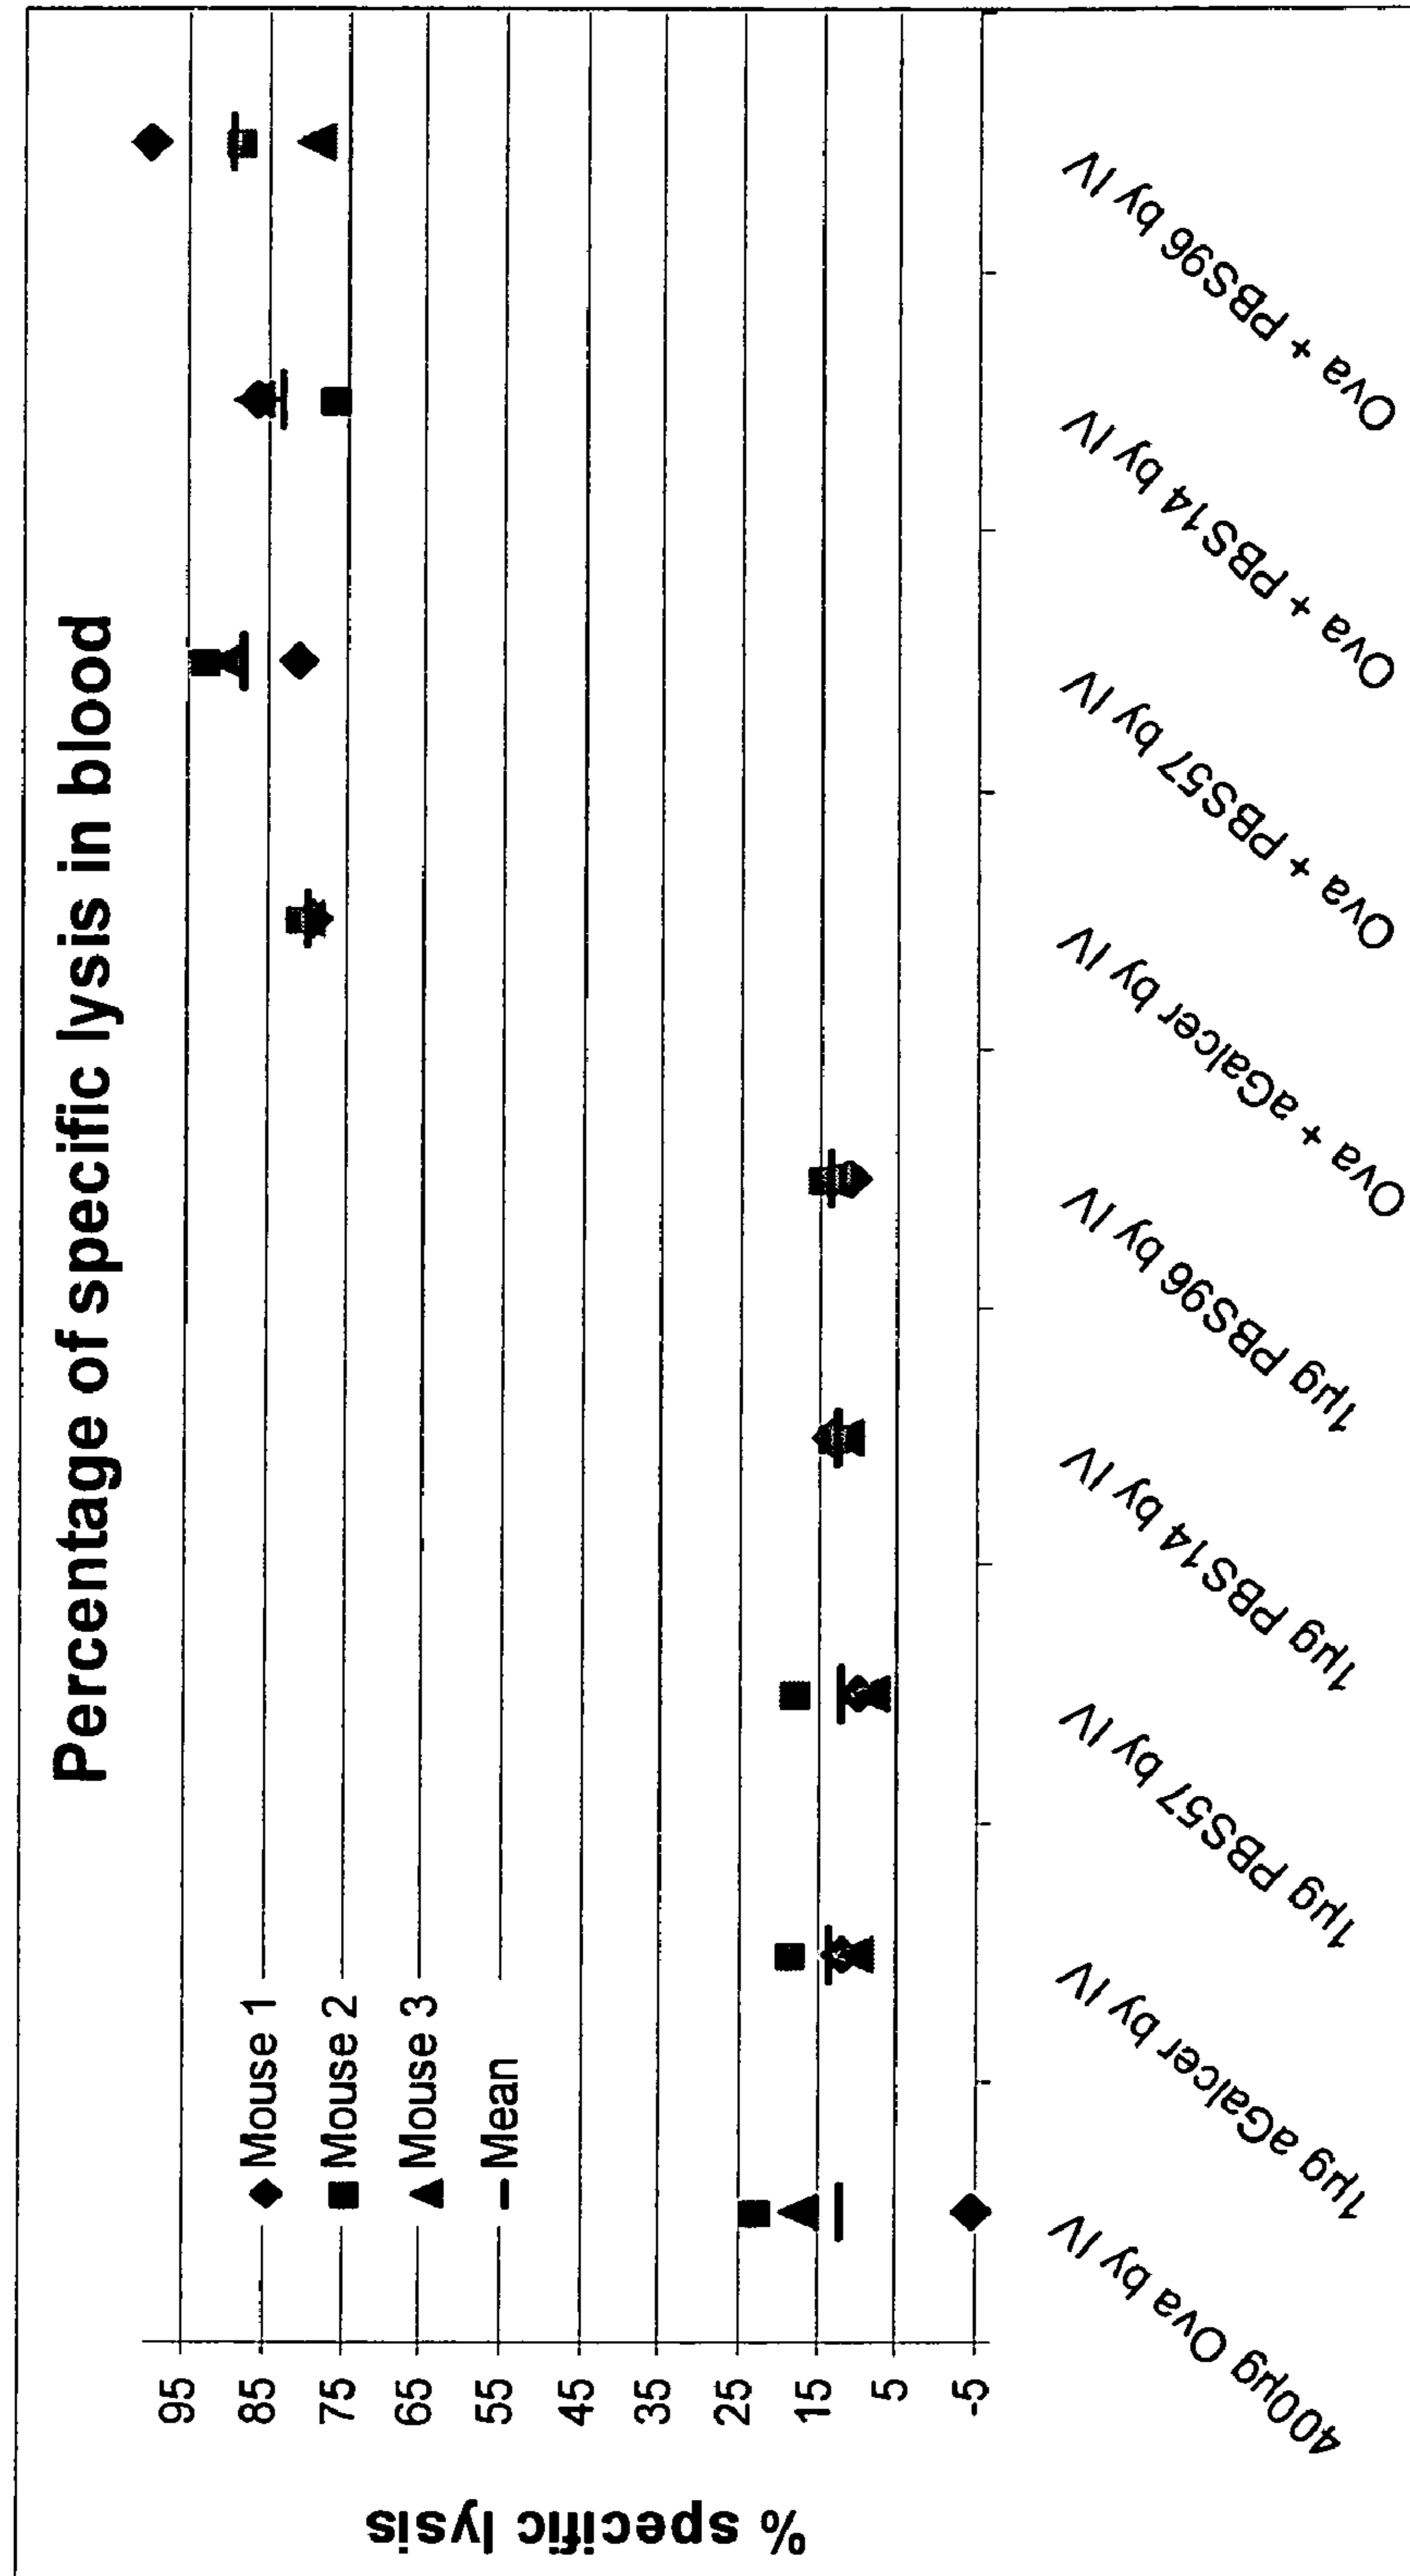 Percentage of specific lysis in blood
% specific lysis
95
85
75
65
55
45
35
25
15
5
-5
Mouse 1
Mouse 2
Mouse 3
Mean
400µg Ova by IV
1µg aGalcer by IV
1µg PBS57 by IV
1µg PBS14 by IV
1µg PBS96 by IV
Ova + aGalcer by IV
Ova + PBS57 by IV
Ova + PBS14 by IV
Ova + PBS96 by IV